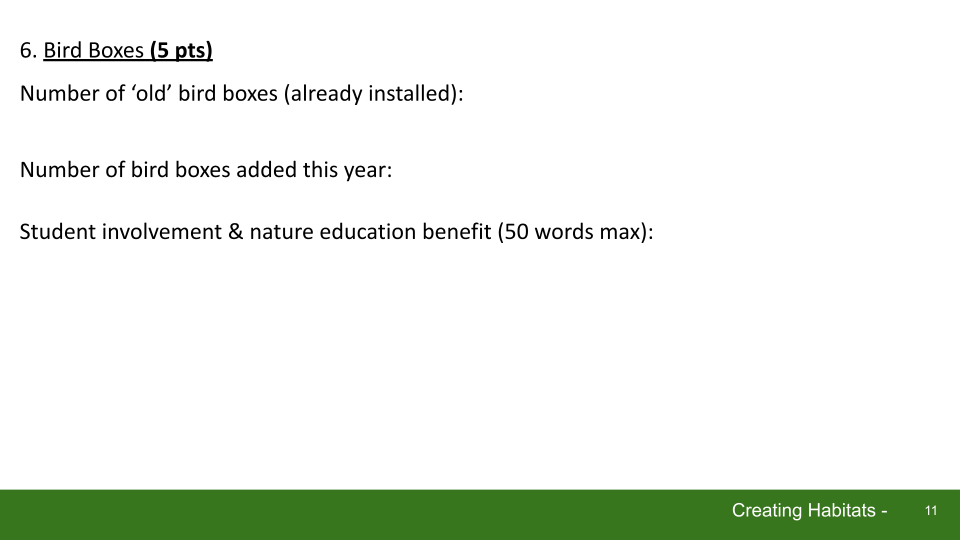 6. Bird Boxes (5 pts)
Number of ‘old’ bird boxes (already installed):
Number of bird boxes added this year:
Student involvement & nature education benefit (50 words max):
Creating Habitats -
11